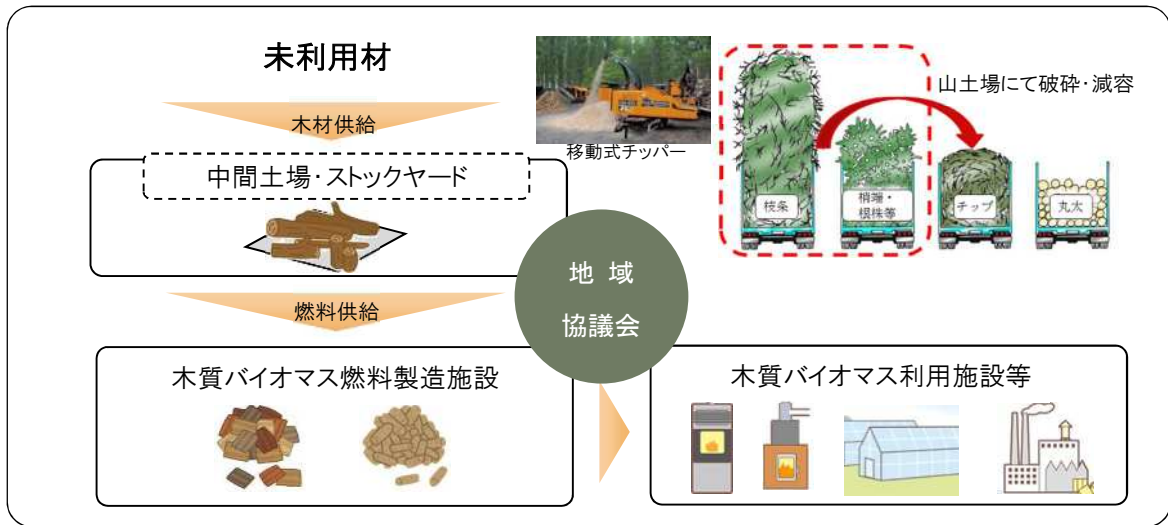 未利用材
木材供給
移動式チッパー
山土場にて破砕・減容
枝条
梢端・
根株等
チップ
丸太
中間土場・ストックヤード
燃料供給
地 域
協議会
木質バイオマス燃料製造施設
木質バイオマス利用施設等